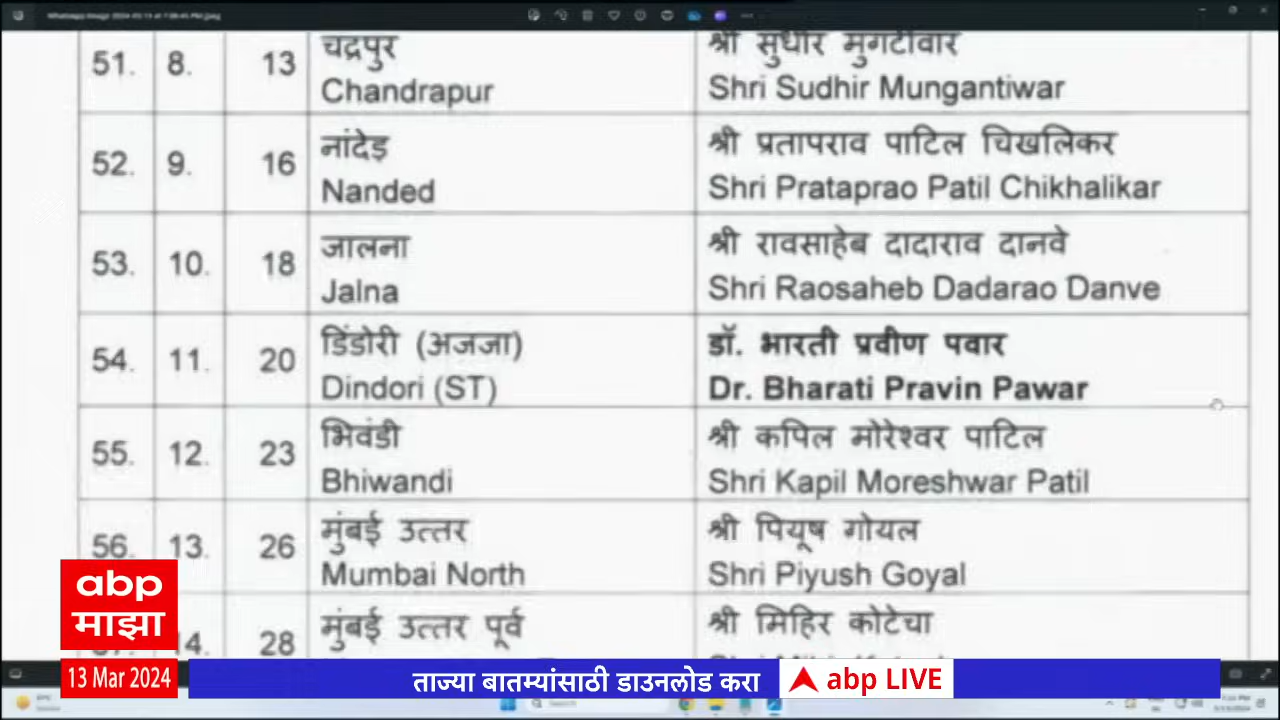 51. 8. 13 चद्रपुर श्री सुधीर मुगटीवार
Chandrapur Shri Sudhir Mungantiwar
52. 9. 16 नांदेड़ श्री प्रतापराव पाटिल चिखलिकर
Nanded Shri Prataprao Patil Chikhalikar
53. 10. 18 जालना श्री रावसाहेब दादाराव दानवे
Jalna Shri Raosaheb Dadarao Danve
54. 11. 20 डिंडोरी (अजजा) डॉ. भारती प्रवीण पवार
Dindori (ST) Dr. Bharati Pravin Pawar
55. 12. 23 भिवंडी श्री कपिल मोरेश्वर पाटिल
Bhiwandi Shri Kapil Moreshwar Patil
56. 13. 26 मुंबई उत्तर श्री पियूष गोयल
Mumbai North Shri Piyush Goyal
14. 28 मुंबई उत्तर पूर्व श्री मिहिर कोटेचा
abp
माझा
13 Mar 2024
ताज्या बातम्यांसाठी डाउनलोड करा abp LIVE